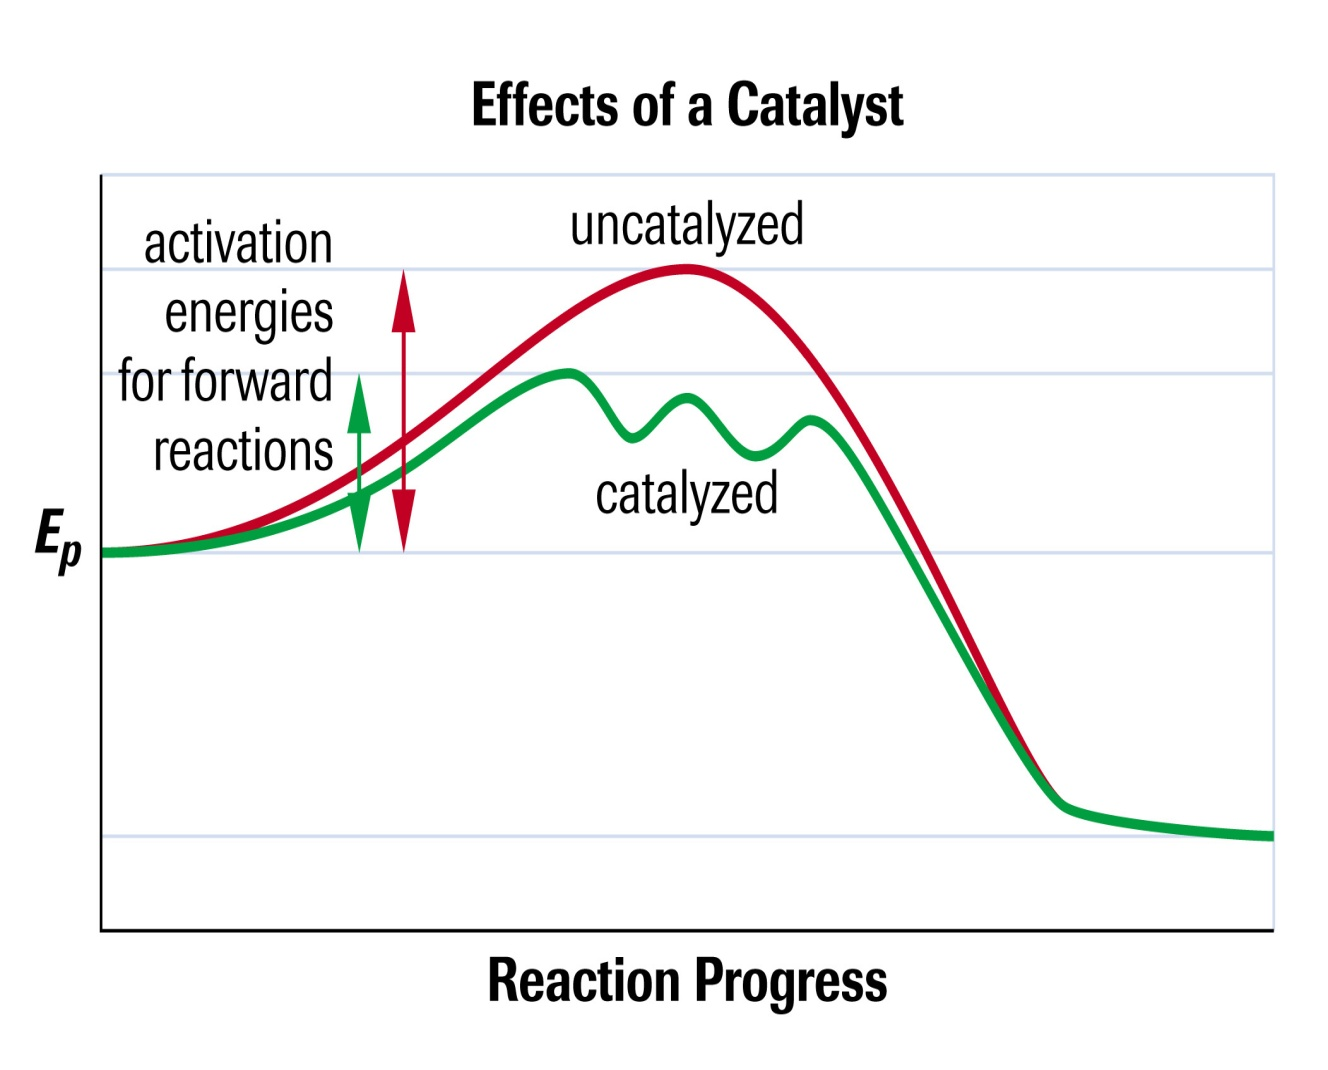 Effects of a Catalyst
activation
energies
for forward
reactions
uncatalyzed
catalyzed
Ep
Reaction Progress